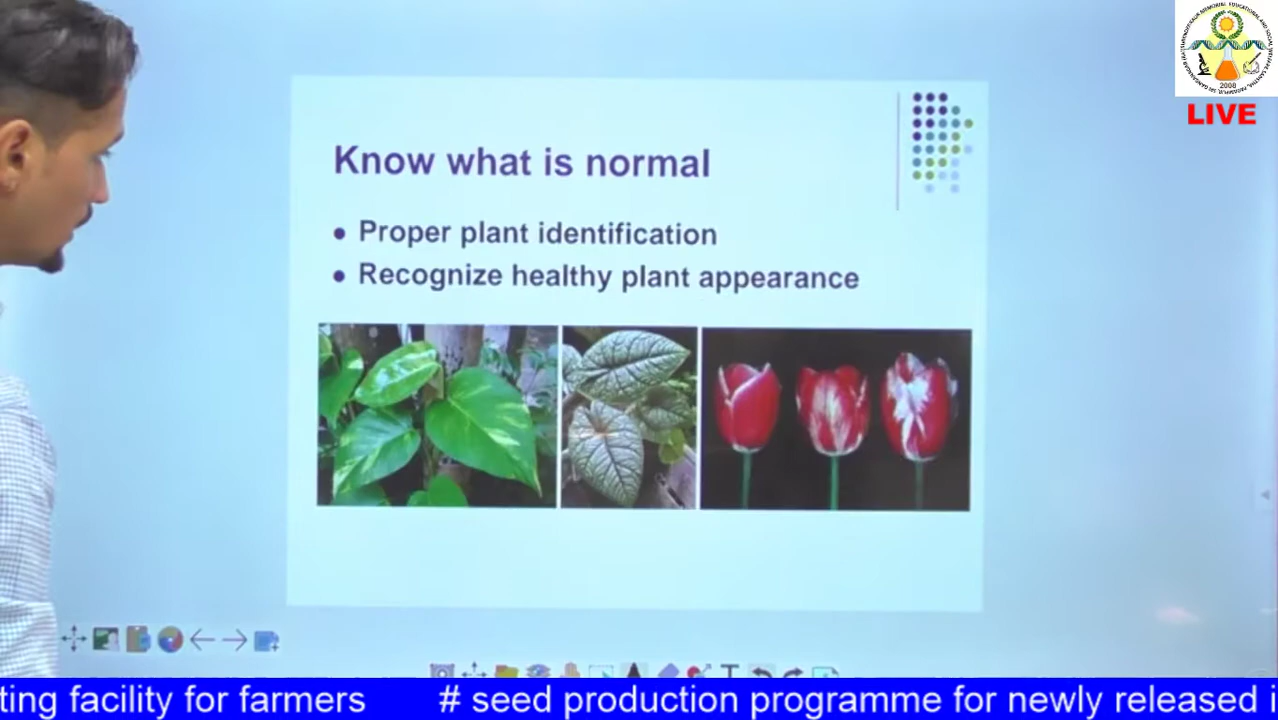 Know what is normal
• Proper plant identification
• Recognize healthy plant appearance
2008
LIVE
ting facility for farmers # seed production programme for newly released i